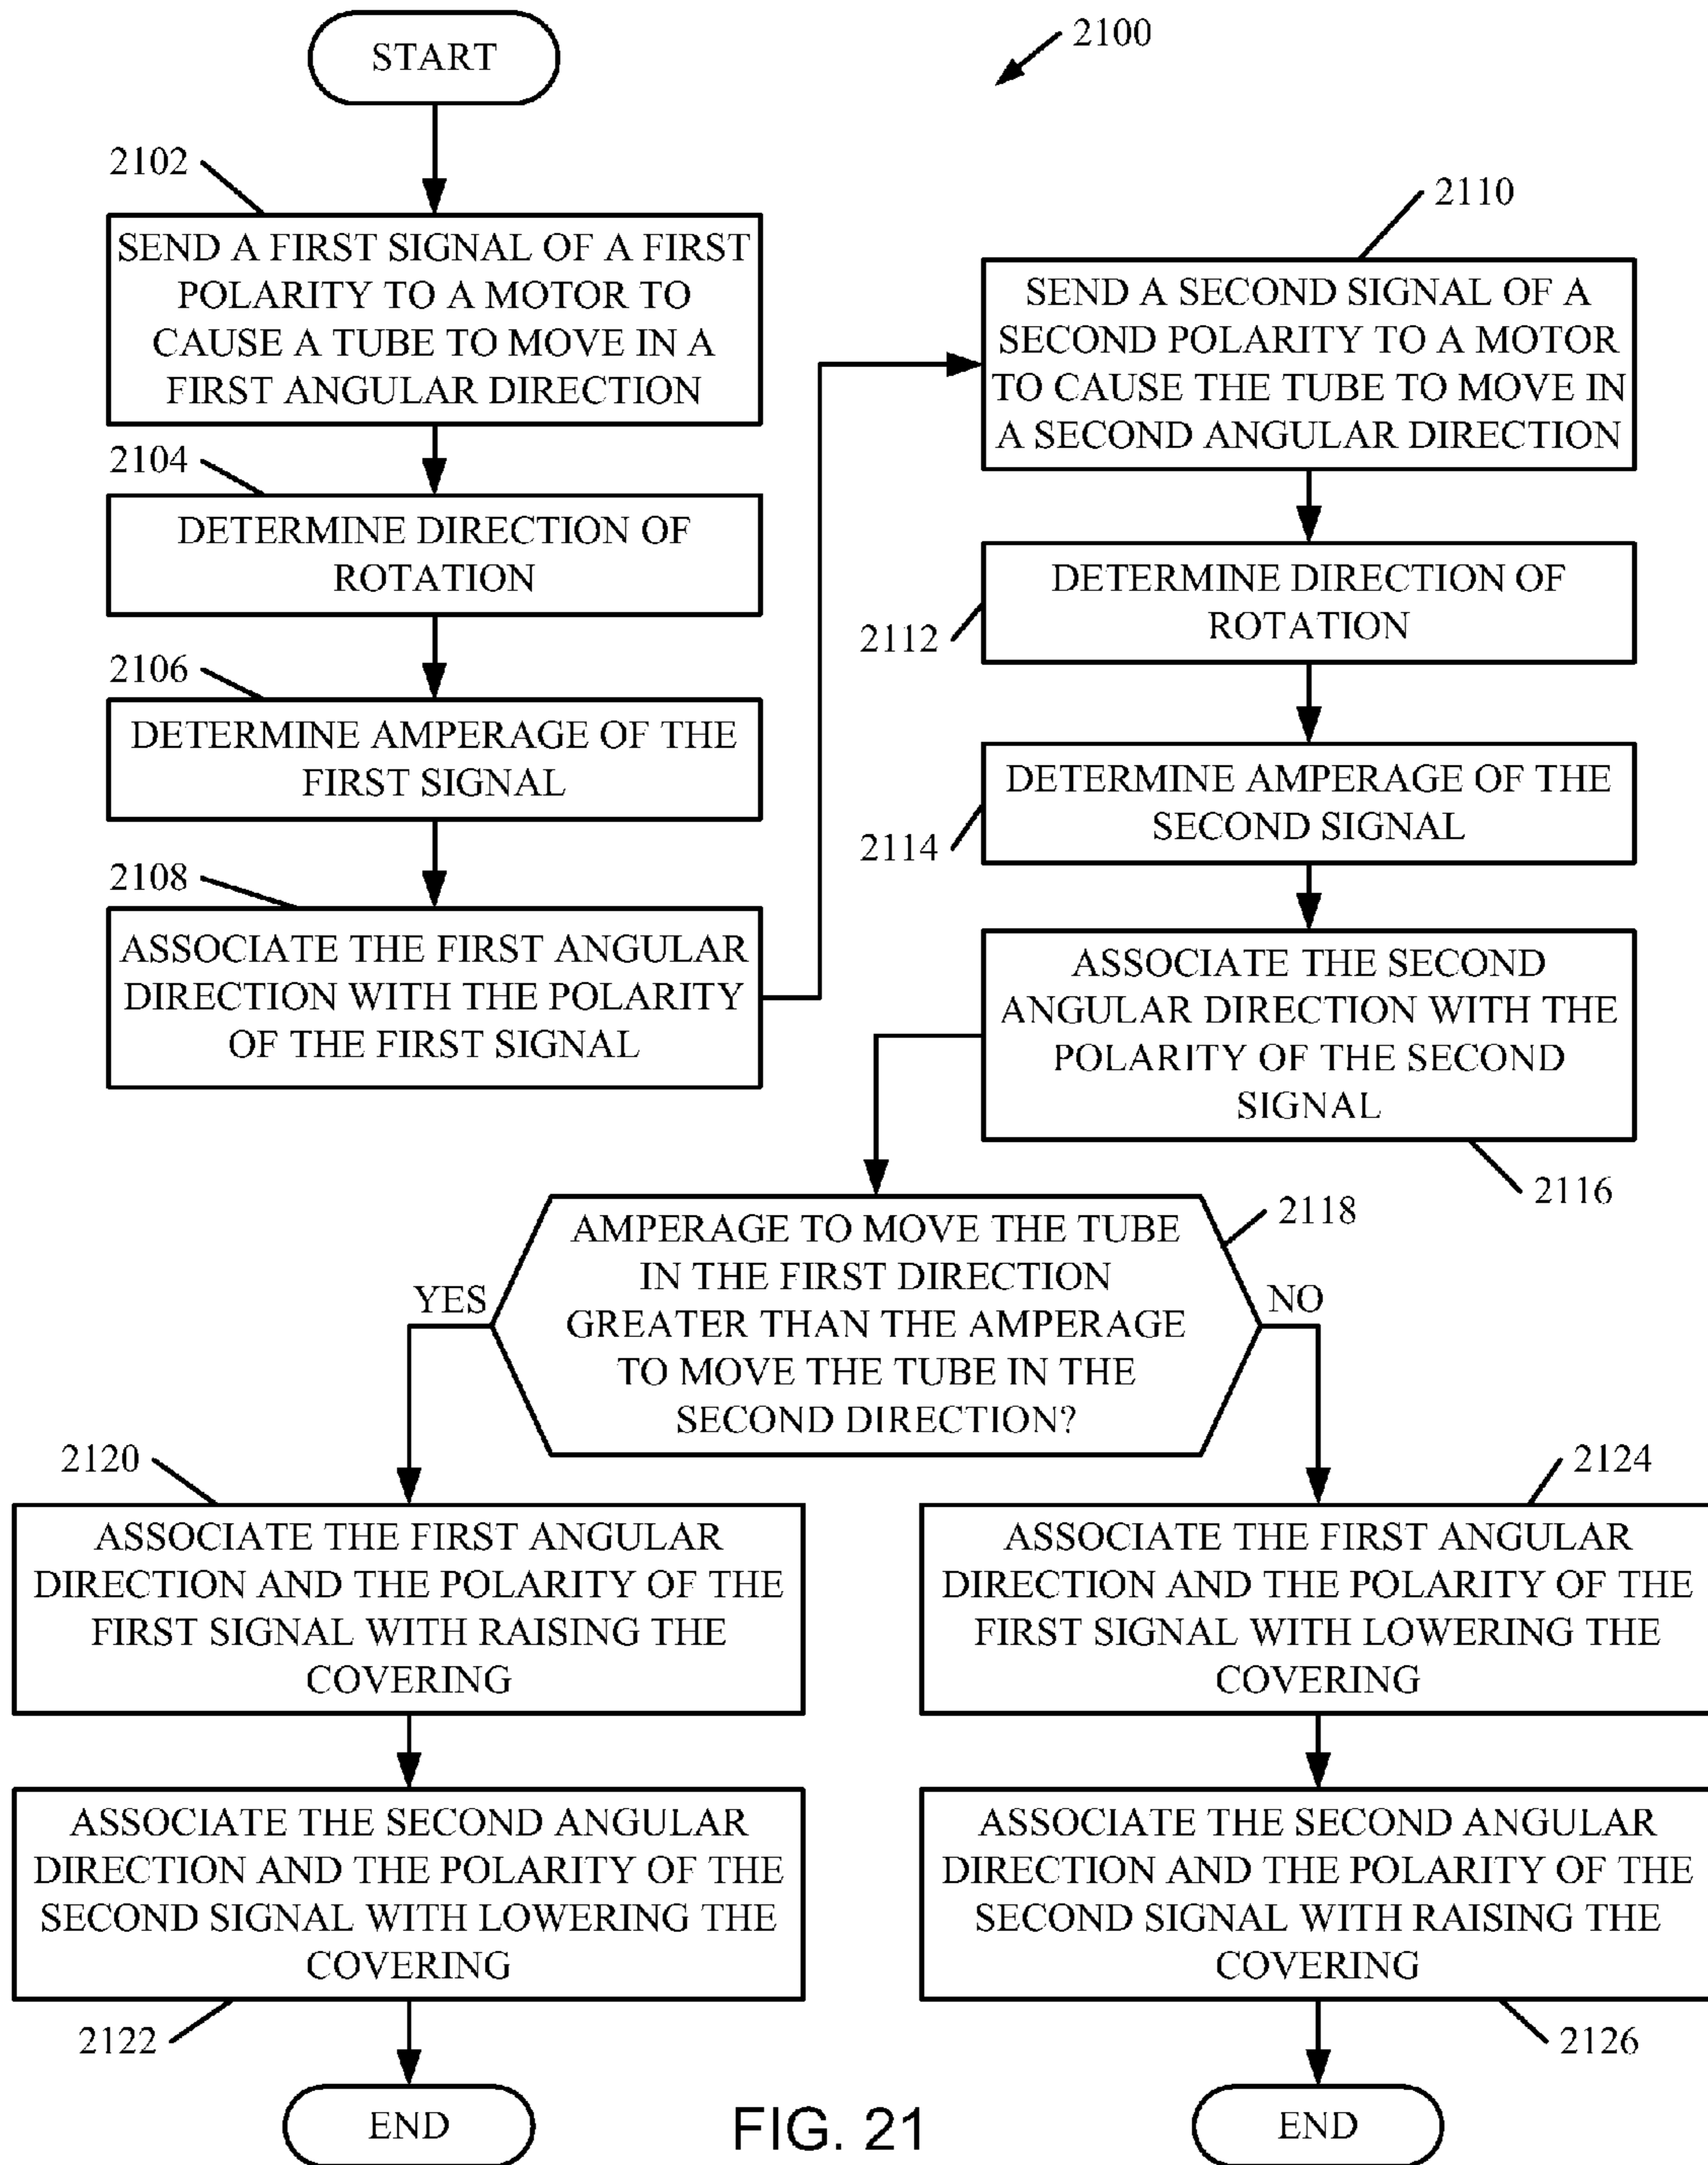 START
2100
2102
SEND A FIRST SIGNAL OF A FIRST
POLARITY TO A MOTOR TO
CAUSE A TUBE TO MOVE IN A
FIRST ANGULAR DIRECTION
2104
DETERMINE DIRECTION OF
ROTATION
2106
DETERMINE AMPERAGE OF THE
FIRST SIGNAL
2108
ASSOCIATE THE FIRST ANGULAR
DIRECTION WITH THE POLARITY
OF THE FIRST SIGNAL
2110
SEND A SECOND SIGNAL OF A
SECOND POLARITY TO A MOTOR
TO CAUSE THE TUBE TO MOVE IN
A SECOND ANGULAR DIRECTION
2112
DETERMINE DIRECTION OF
ROTATION
2114
DETERMINE AMPERAGE OF THE
SECOND SIGNAL
ASSOCIATE THE SECOND
ANGULAR DIRECTION WITH THE
POLARITY OF THE SECOND
SIGNAL
2116
2118
AMPERAGE TO MOVE THE TUBE
IN THE FIRST DIRECTION
GREATER THAN THE AMPERAGE
TO MOVE THE TUBE IN THE
SECOND DIRECTION?
YES
NO
2120
ASSOCIATE THE FIRST ANGULAR
DIRECTION AND THE POLARITY OF THE
FIRST SIGNAL WITH RAISING THE
COVERING
ASSOCIATE THE SECOND ANGULAR
DIRECTION AND THE POLARITY OF THE
SECOND SIGNAL WITH LOWERING THE
COVERING
2122
END
2124
ASSOCIATE THE FIRST ANGULAR
DIRECTION AND THE POLARITY OF THE
FIRST SIGNAL WITH LOWERING THE
COVERING
ASSOCIATE THE SECOND ANGULAR
DIRECTION AND THE POLARITY OF THE
SECOND SIGNAL WITH RAISING THE
COVERING
2126
END
FIG. 21